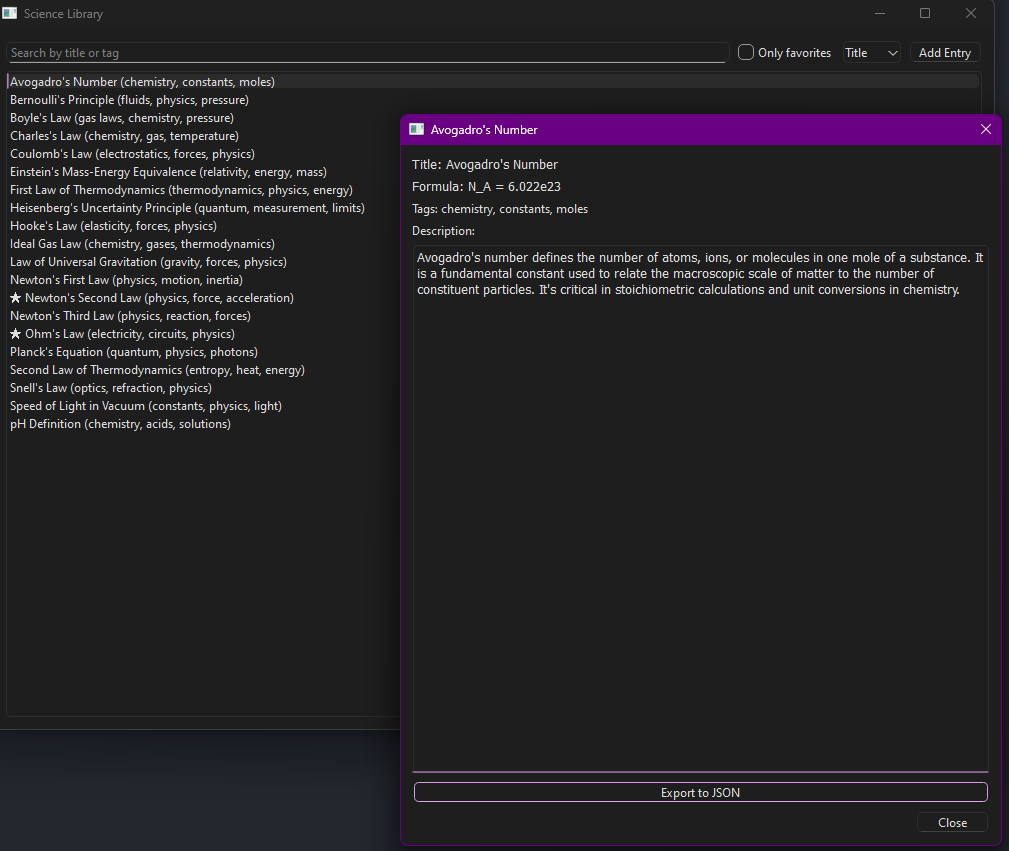 Science Library
Search by title or tag
Only favorites
Title
Add Entry
Avogadro's Number (chemistry, constants, moles)
Bernoulli's Principle (fluids, physics, pressure)
Boyle's Law (gas laws, chemistry, pressure)
Charles's Law (chemistry, gas, temperature)
Coulomb's Law (electrostatics, forces, physics)
Einstein's Mass-Energy Equivalence (relativity, energy, mass)
First Law of Thermodynamics (thermodynamics, physics, energy)
Heisenberg's Uncertainty Principle (quantum, measurement, limits)
Hooke's Law (elasticity, forces, physics)
Ideal Gas Law (chemistry, gases, thermodynamics)
Law of Universal Gravitation (gravity, forces, physics)
Newton's First Law (physics, motion, inertia)
★ Newton's Second Law (physics, force, acceleration)
Newton's Third Law (physics, reaction, forces)
★ Ohm's Law (electricity, circuits, physics)
Planck's Equation (quantum, physics, photons)
Second Law of Thermodynamics (entropy, heat, energy)
Snell's Law (optics, refraction, physics)
Speed of Light in Vacuum (constants, physics, light)
pH Definition (chemistry, acids, solutions)
Avogadro's Number
Title: Avogadro's Number
Formula: N_A = 6.022e23
Tags: chemistry, constants, moles
Description:
Avogadro's number defines the number of atoms, ions, or molecules in one mole of a substance. It
is a fundamental constant used to relate the macroscopic scale of matter to the number of
constituent particles. It's critical in stoichiometric calculations and unit conversions in chemistry.
Export to JSON
Close